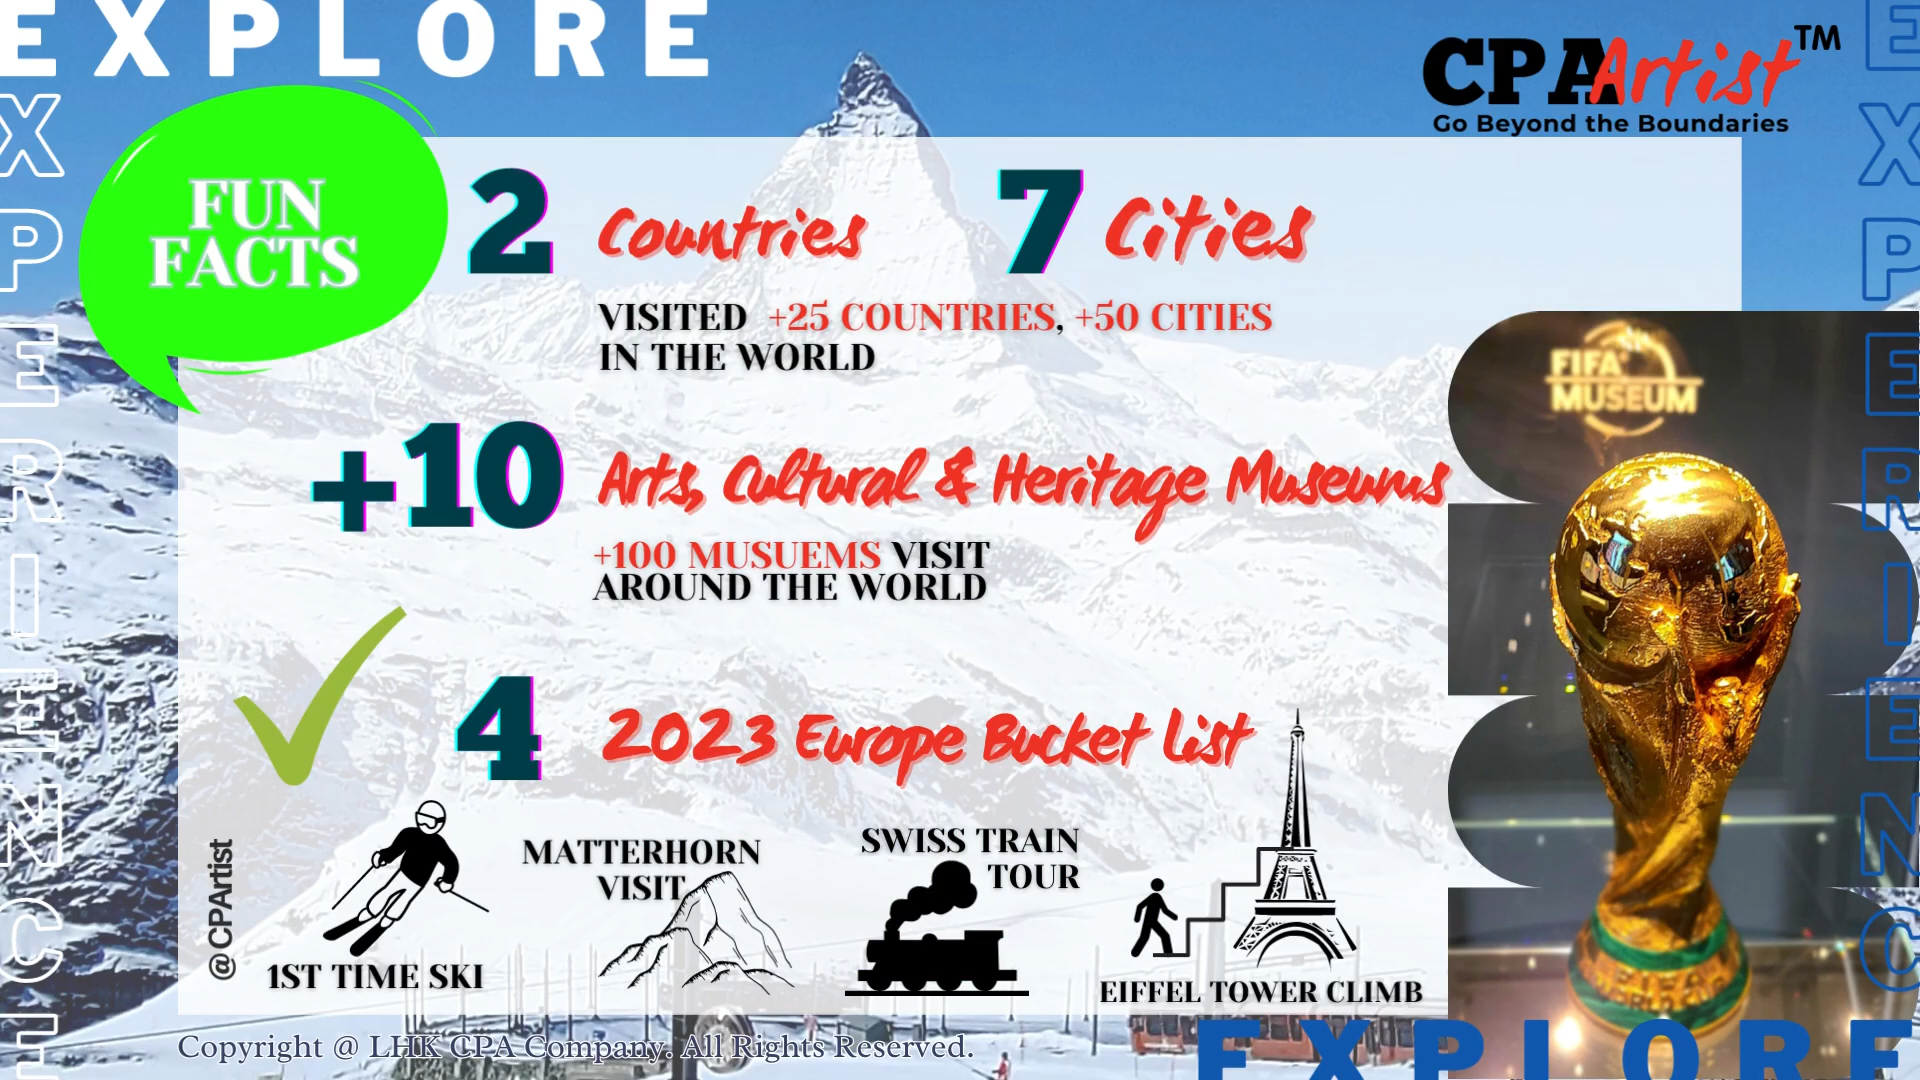 EXPLORE
EXPERIENCE
CPA Artist™
Go Beyond the Boundaries
EXPERIENC
FUN
FACTS
2 Countries 7 Cities
VISITED +25 COUNTRIES, +50 CITIES
IN THE WORLD
FIFA
MUSEUM
+10 Arts, Cultural & Heritage Museums
+100 MUSUEMS VISIT
AROUND THE WORLD
4 2023 Europe Bucket List
MATTERHORN
VISIT
SWISS TRAIN
TOUR
@CPArtist
1ST TIME SKI
EIFFEL TOWER CLIMB
Copyright @ LHK CPA Company. All Rights Reserved.
EXPLORE